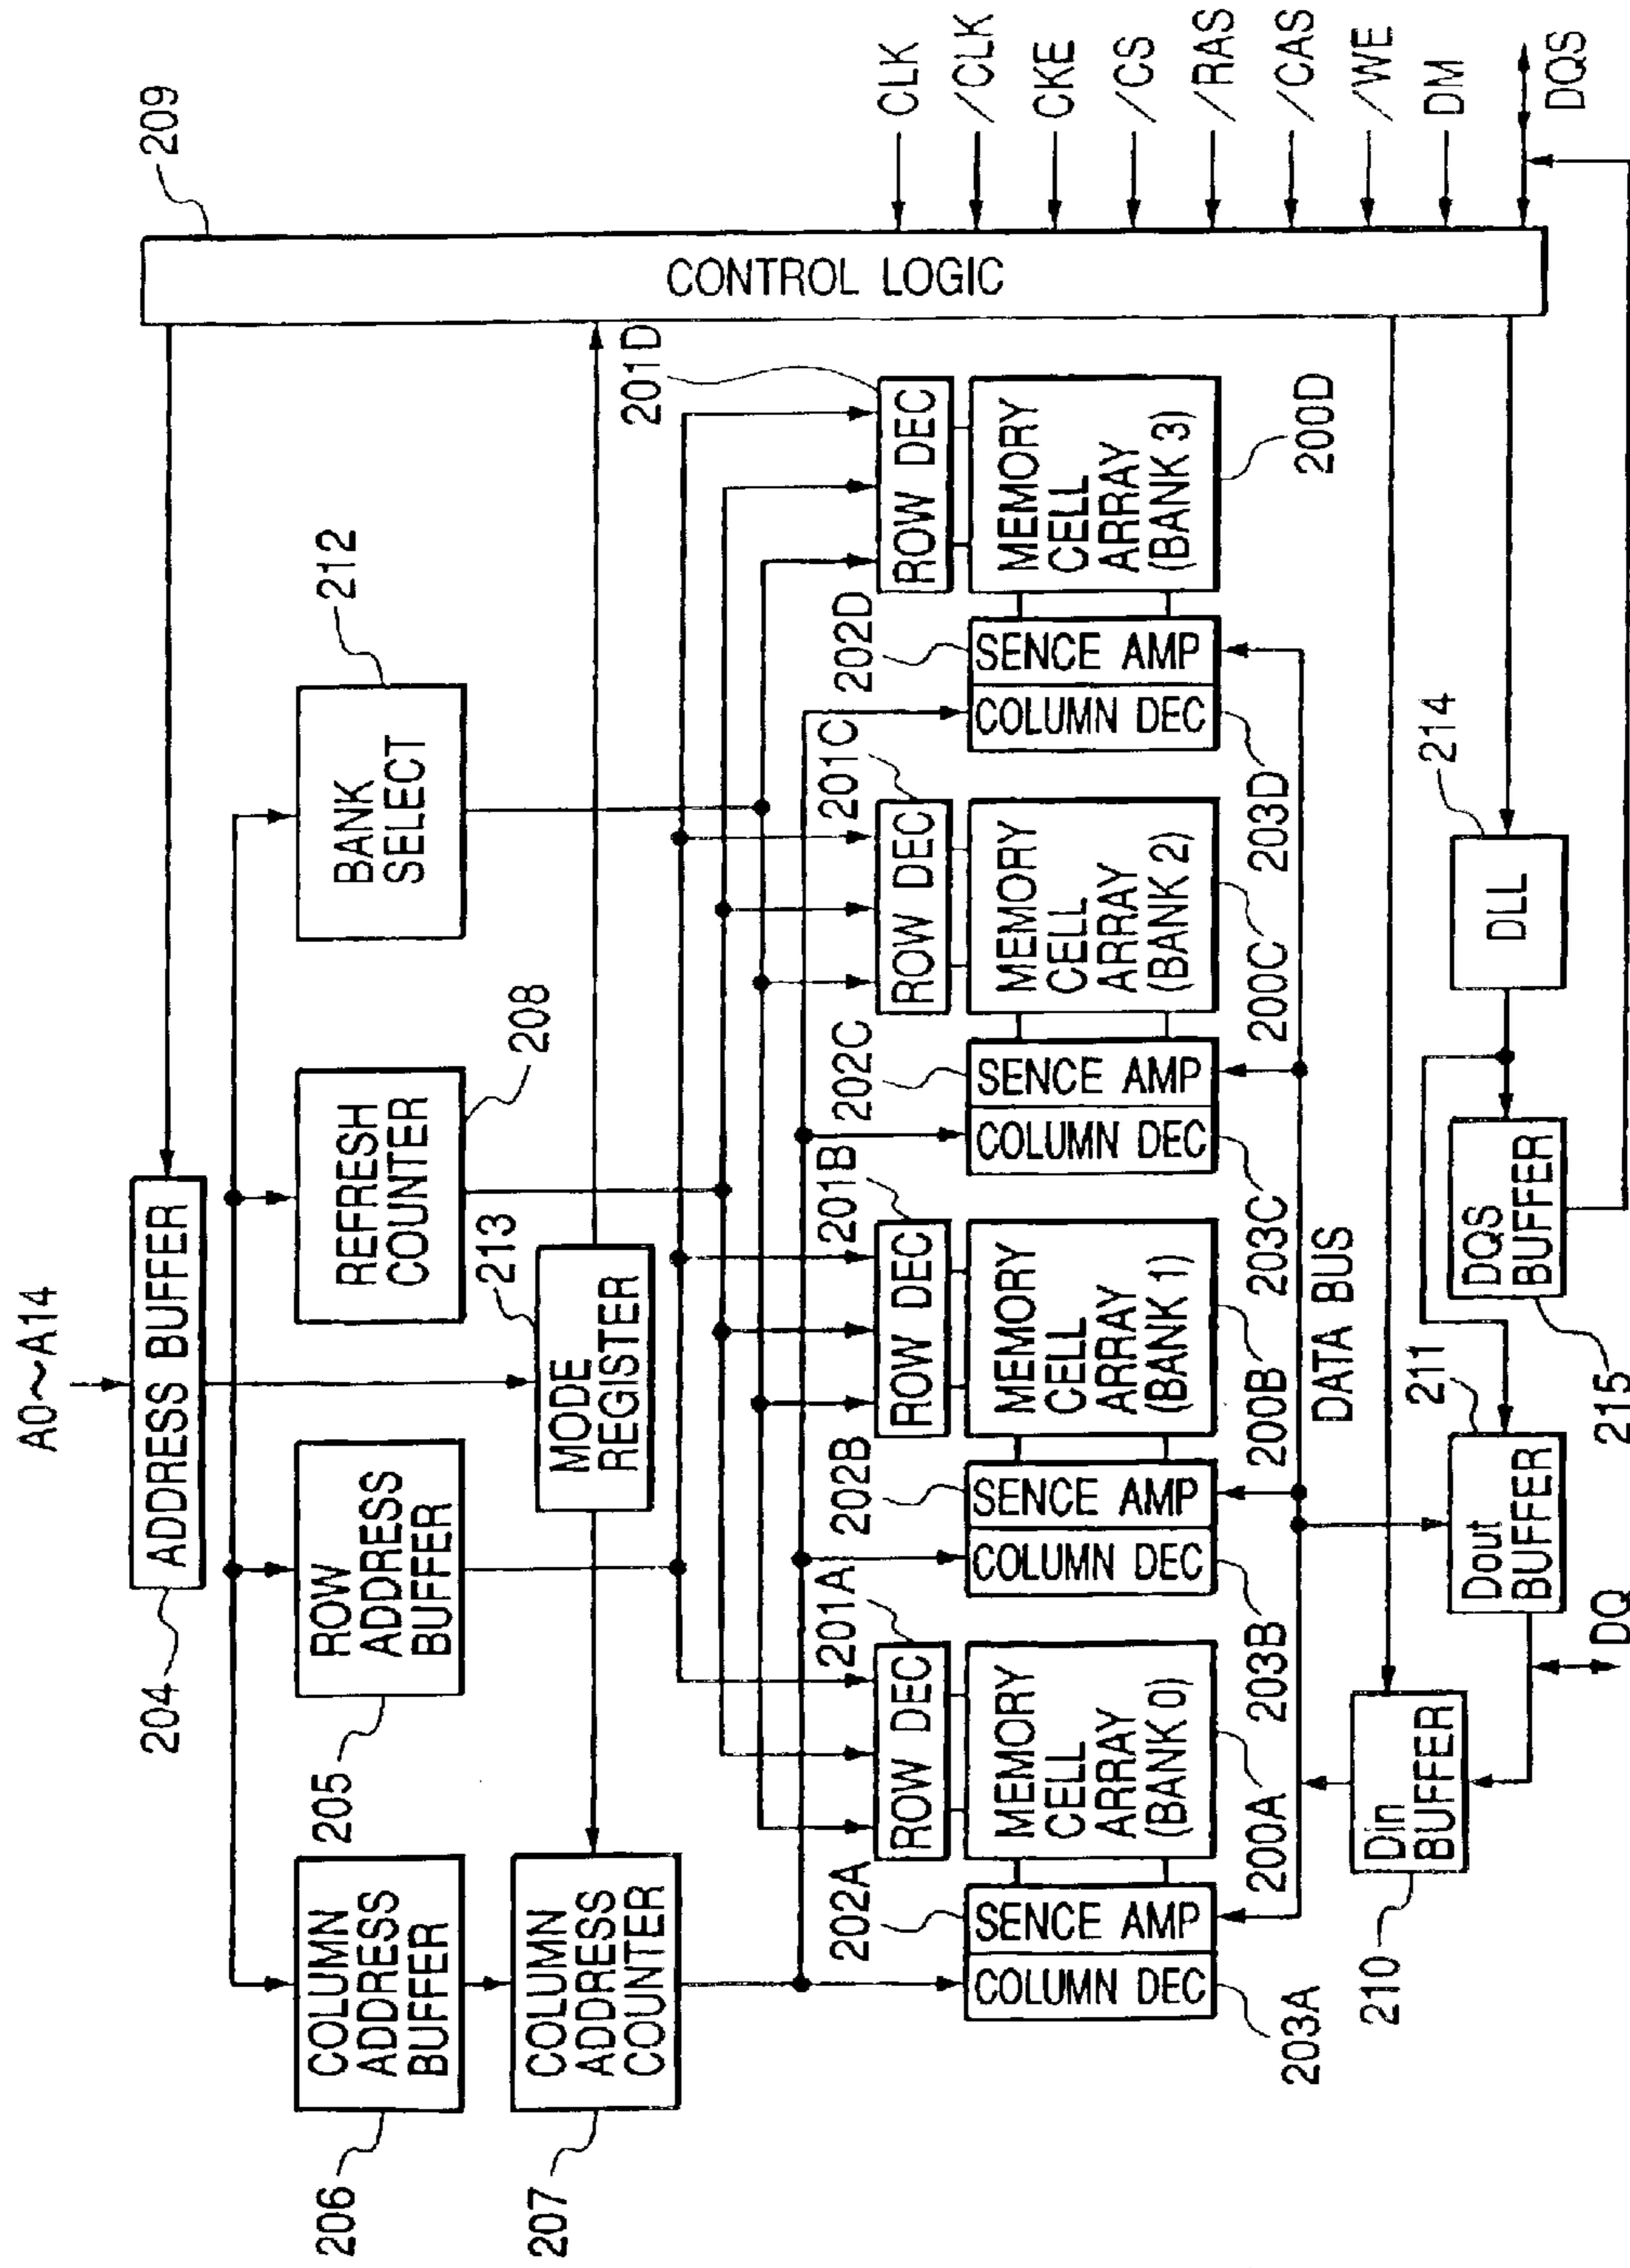 A0~A14
204
ADDRESS BUFFER
209
CONTROL LOGIC
206
COLUMN
ADDRESS
BUFFER
205
ROW
ADDRESS
BUFFER
REFRESH
COUNTER
208
BANK
SELECT
212
207
COLUMN
ADDRESS
COUNTER
213
MODE
REGISTER
201A
ROW DEC
201B
ROW DEC
201C
ROW DEC
201D
ROW DEC
202A
SENCE AMP
COLUMN DEC
203A
MEMORY
CELL
ARRAY
(BANK 0)
200A
202B
SENCE AMP
COLUMN DEC
203B
MEMORY
CELL
ARRAY
(BANK 1)
200B
202C
SENCE AMP
COLUMN DEC
203C
MEMORY
CELL
ARRAY
(BANK 2)
200C
202D
SENCE AMP
COLUMN DEC
203D
MEMORY
CELL
ARRAY
(BANK 3)
200D
DATA BUS
210
Din
BUFFER
211
Dout
BUFFER
DQ
215
DQS
BUFFER
214
DLL
CLK
/CLK
CKE
/CS
/RAS
/CAS
/WE
DM
DQS